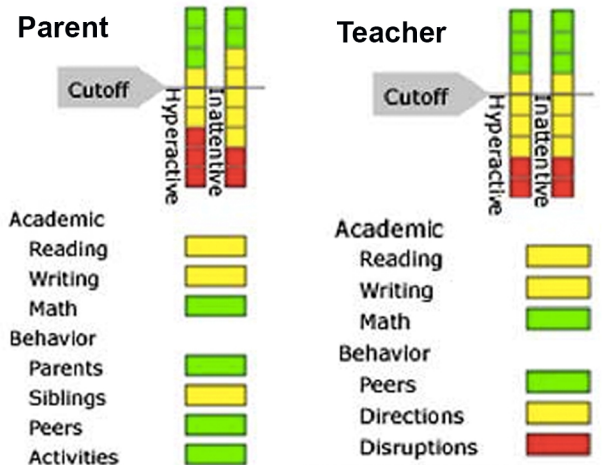 Parent
Cutoff
Hyperactive
Inattentive
Academic
Reading
Writing
Math
Behavior
Parents
Siblings
Peers
Activities
Teacher
Cutoff
Hyperactive
Inattentive
Academic
Reading
Writing
Math
Behavior
Peers
Directions
Disruptions